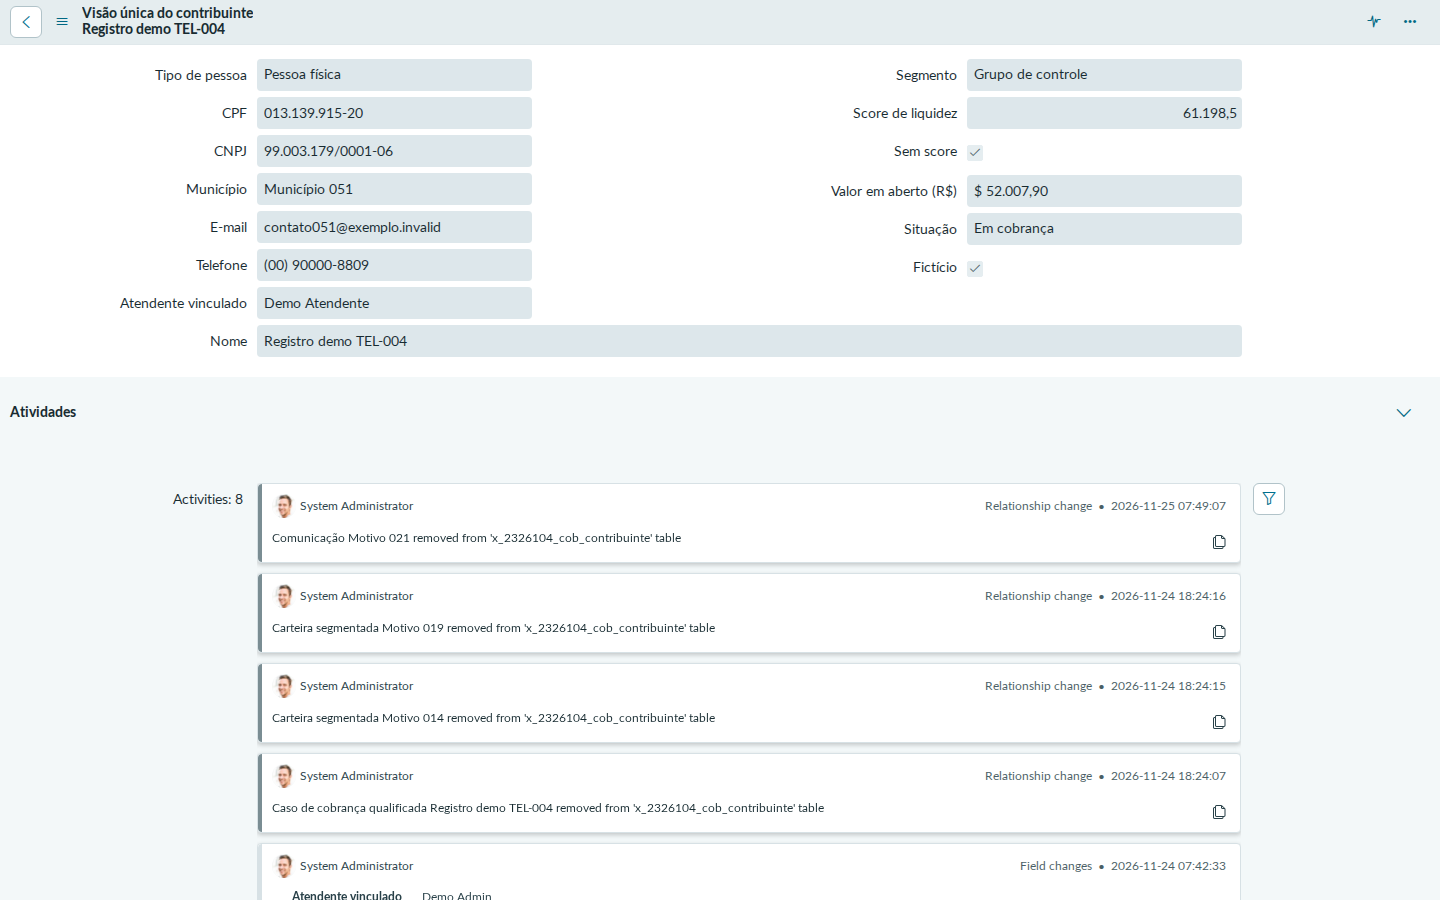 Visão única do contribuinte
Registro demo TEL-004
Tipo de pessoa Pessoa física
CPF 013.139.915-20
CNPJ 99.003.179/0001-06
Município Município 051
E-mail contato051@exemplo.invalid
Telefone (00) 90000-8809
Atendente vinculado Demo Atendente
Segmento Grupo de controle
Score de liquidez 61.198,5
Sem score
Valor em aberto (R$) $ 52.007,90
Situação Em cobrança
Fictício
Nome Registro demo TEL-004
Atividades
Activities: 8
System Administrator Relationship change • 2026-11-25 07:49:07
Comunicação Motivo 021 removed from 'x_2326104_cob_contribuinte' table
System Administrator Relationship change • 2026-11-24 18:24:16
Carteira segmentada Motivo 019 removed from 'x_2326104_cob_contribuinte' table
System Administrator Relationship change • 2026-11-24 18:24:15
Carteira segmentada Motivo 014 removed from 'x_2326104_cob_contribuinte' table
System Administrator Relationship change • 2026-11-24 18:24:07
Caso de cobrança qualificada Registro demo TEL-004 removed from 'x_2326104_cob_contribuinte' table
System Administrator Field changes • 2026-11-24 07:42:33
Atendente vinculado Demo Admin